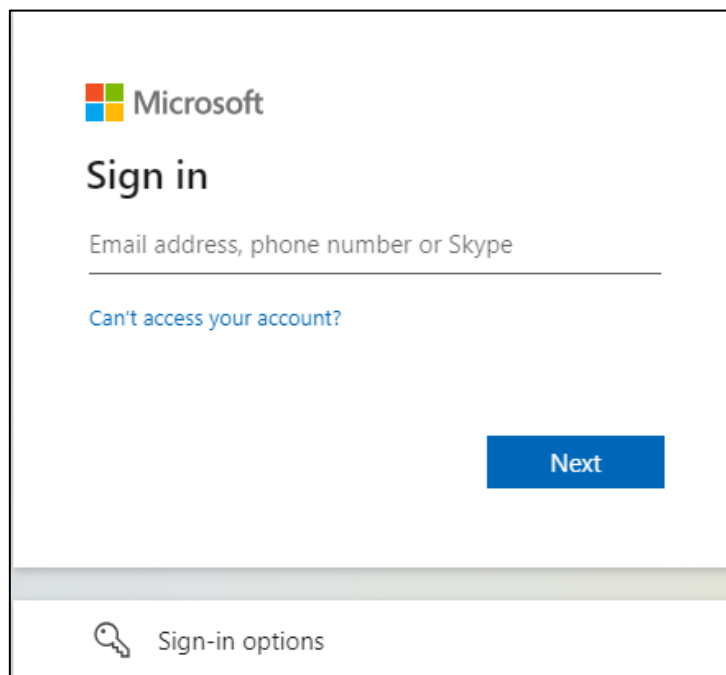 Microsoft
Sign in
Email address, phone number or Skype
Can't access your account?
Next
Sign-in options